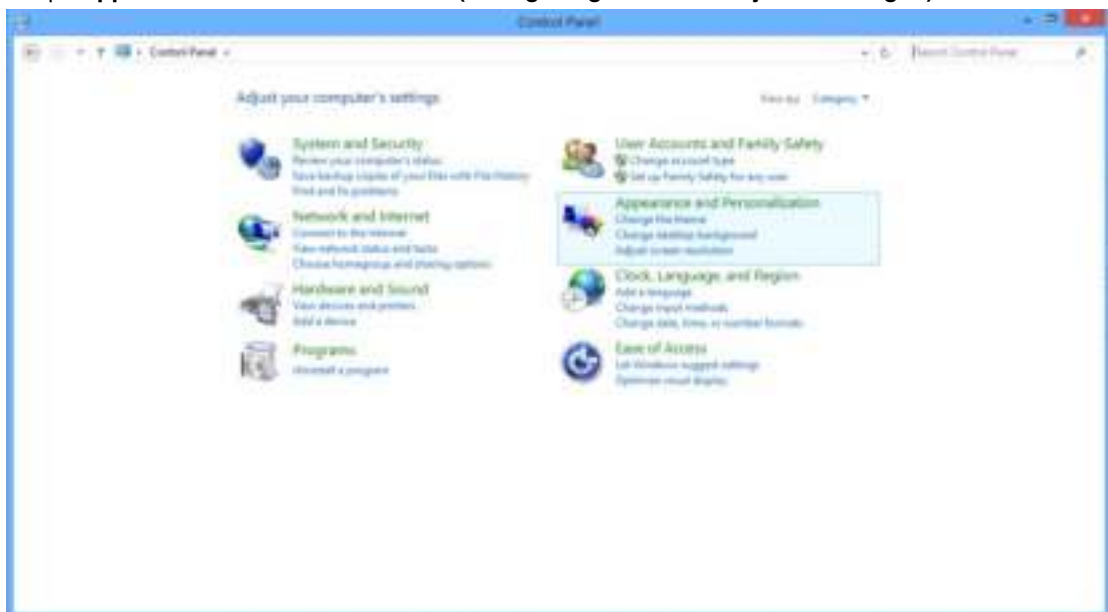 Control Panel
Control Panel
Search Control Panel
Adjust your computer's settings
View by: Category
System and Security
Review your computer's status
Save backup copies of your files with File History
Find and fix problems
Network and Internet
Connect to the Internet
View network status and tasks
Choose homegroup and sharing options
Hardware and Sound
View devices and printers
Add a device
Programs
Uninstall a program
User Accounts and Family Safety
Change account type
Set up Family Safety for any user
Appearance and Personalization
Change the theme
Change desktop background
Adjust screen resolution
Clock, Language, and Region
Add a language
Change input methods
Change date, time, or number formats
Ease of Access
Let Windows suggest settings
Optimize visual display